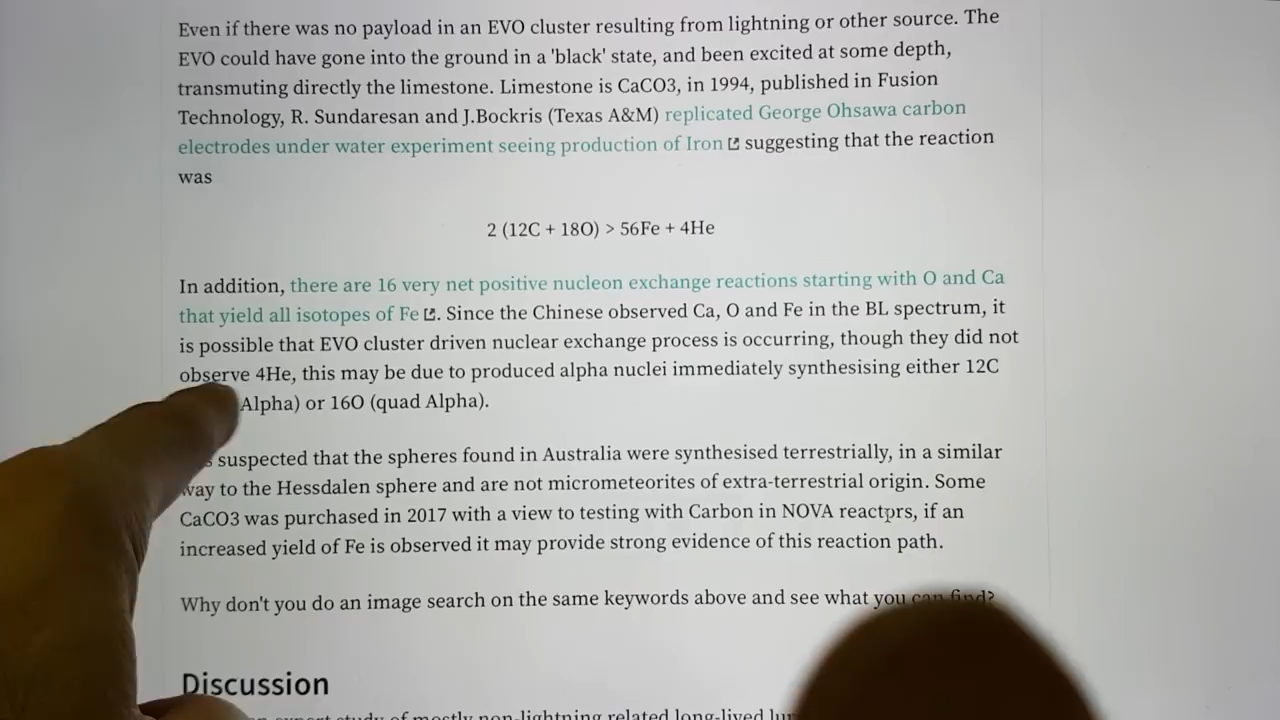 Even if there was no payload in an EVO cluster resulting from lightning or other source. The
EVO could have gone into the ground in a 'black' state, and been excited at some depth,
transmuting directly the limestone. Limestone is CaCO3, in 1994, published in Fusion
Technology, R. Sundaresan and J.Bockris (Texas A&M) replicated George Ohsawa carbon
electrodes under water experiment seeing production of Iron suggesting that the reaction
was
2 (12C + 18O) > 56Fe + 4He
In addition, there are 16 very net positive nucleon exchange reactions starting with O and Ca
that yield all isotopes of Fe. Since the Chinese observed Ca, O and Fe in the BL spectrum, it
is possible that EVO cluster driven nuclear exchange process is occurring, though they did not
observe 4He, this may be due to produced alpha nuclei immediately synthesising either 12C
Alpha) or 16O (quad Alpha).
suspected that the spheres found in Australia were synthesised terrestrially, in a similar
way to the Hessdalen sphere and are not micrometeorites of extra-terrestrial origin. Some
CaCO3 was purchased in 2017 with a view to testing with Carbon in NOVA reactors, if an
increased yield of Fe is observed it may provide strong evidence of this reaction path.
Why don't you do an image search on the same keywords above and see what you can find?
Discussion
study of mostly non-lightning related long-lived